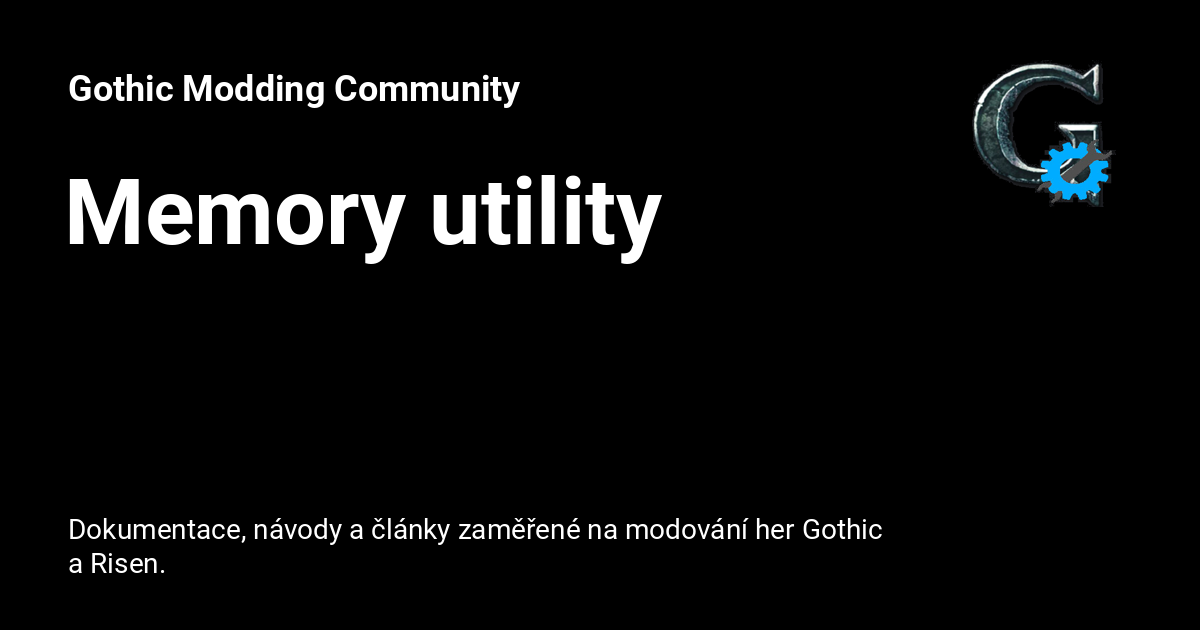 Gothic Modding Community
Memory utility
Dokumentace, návody a články zaměřené na modování her Gothic
a Risen.